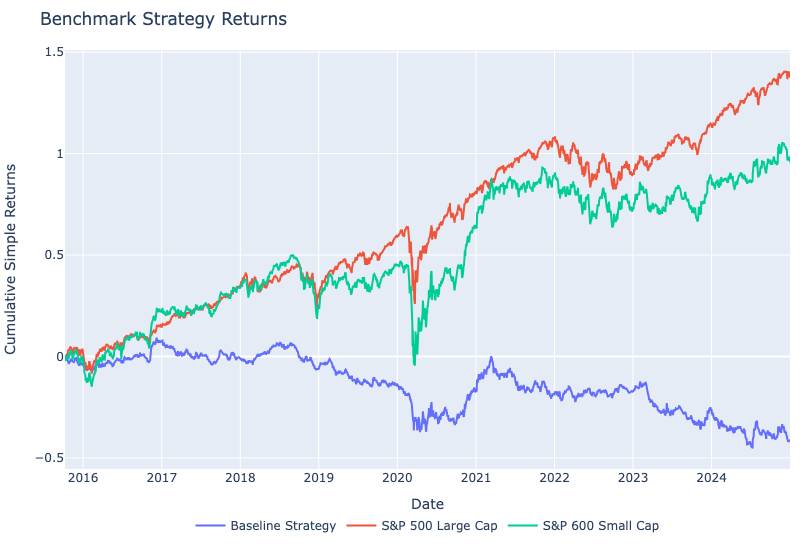 Benchmark Strategy Returns
Cumulative Simple Returns
1.5
1
0.5
0
−0.5
2016 2017 2018 2019 2020 2021 2022 2023 2024
Date
Baseline Strategy S&P 500 Large Cap S&P 600 Small Cap